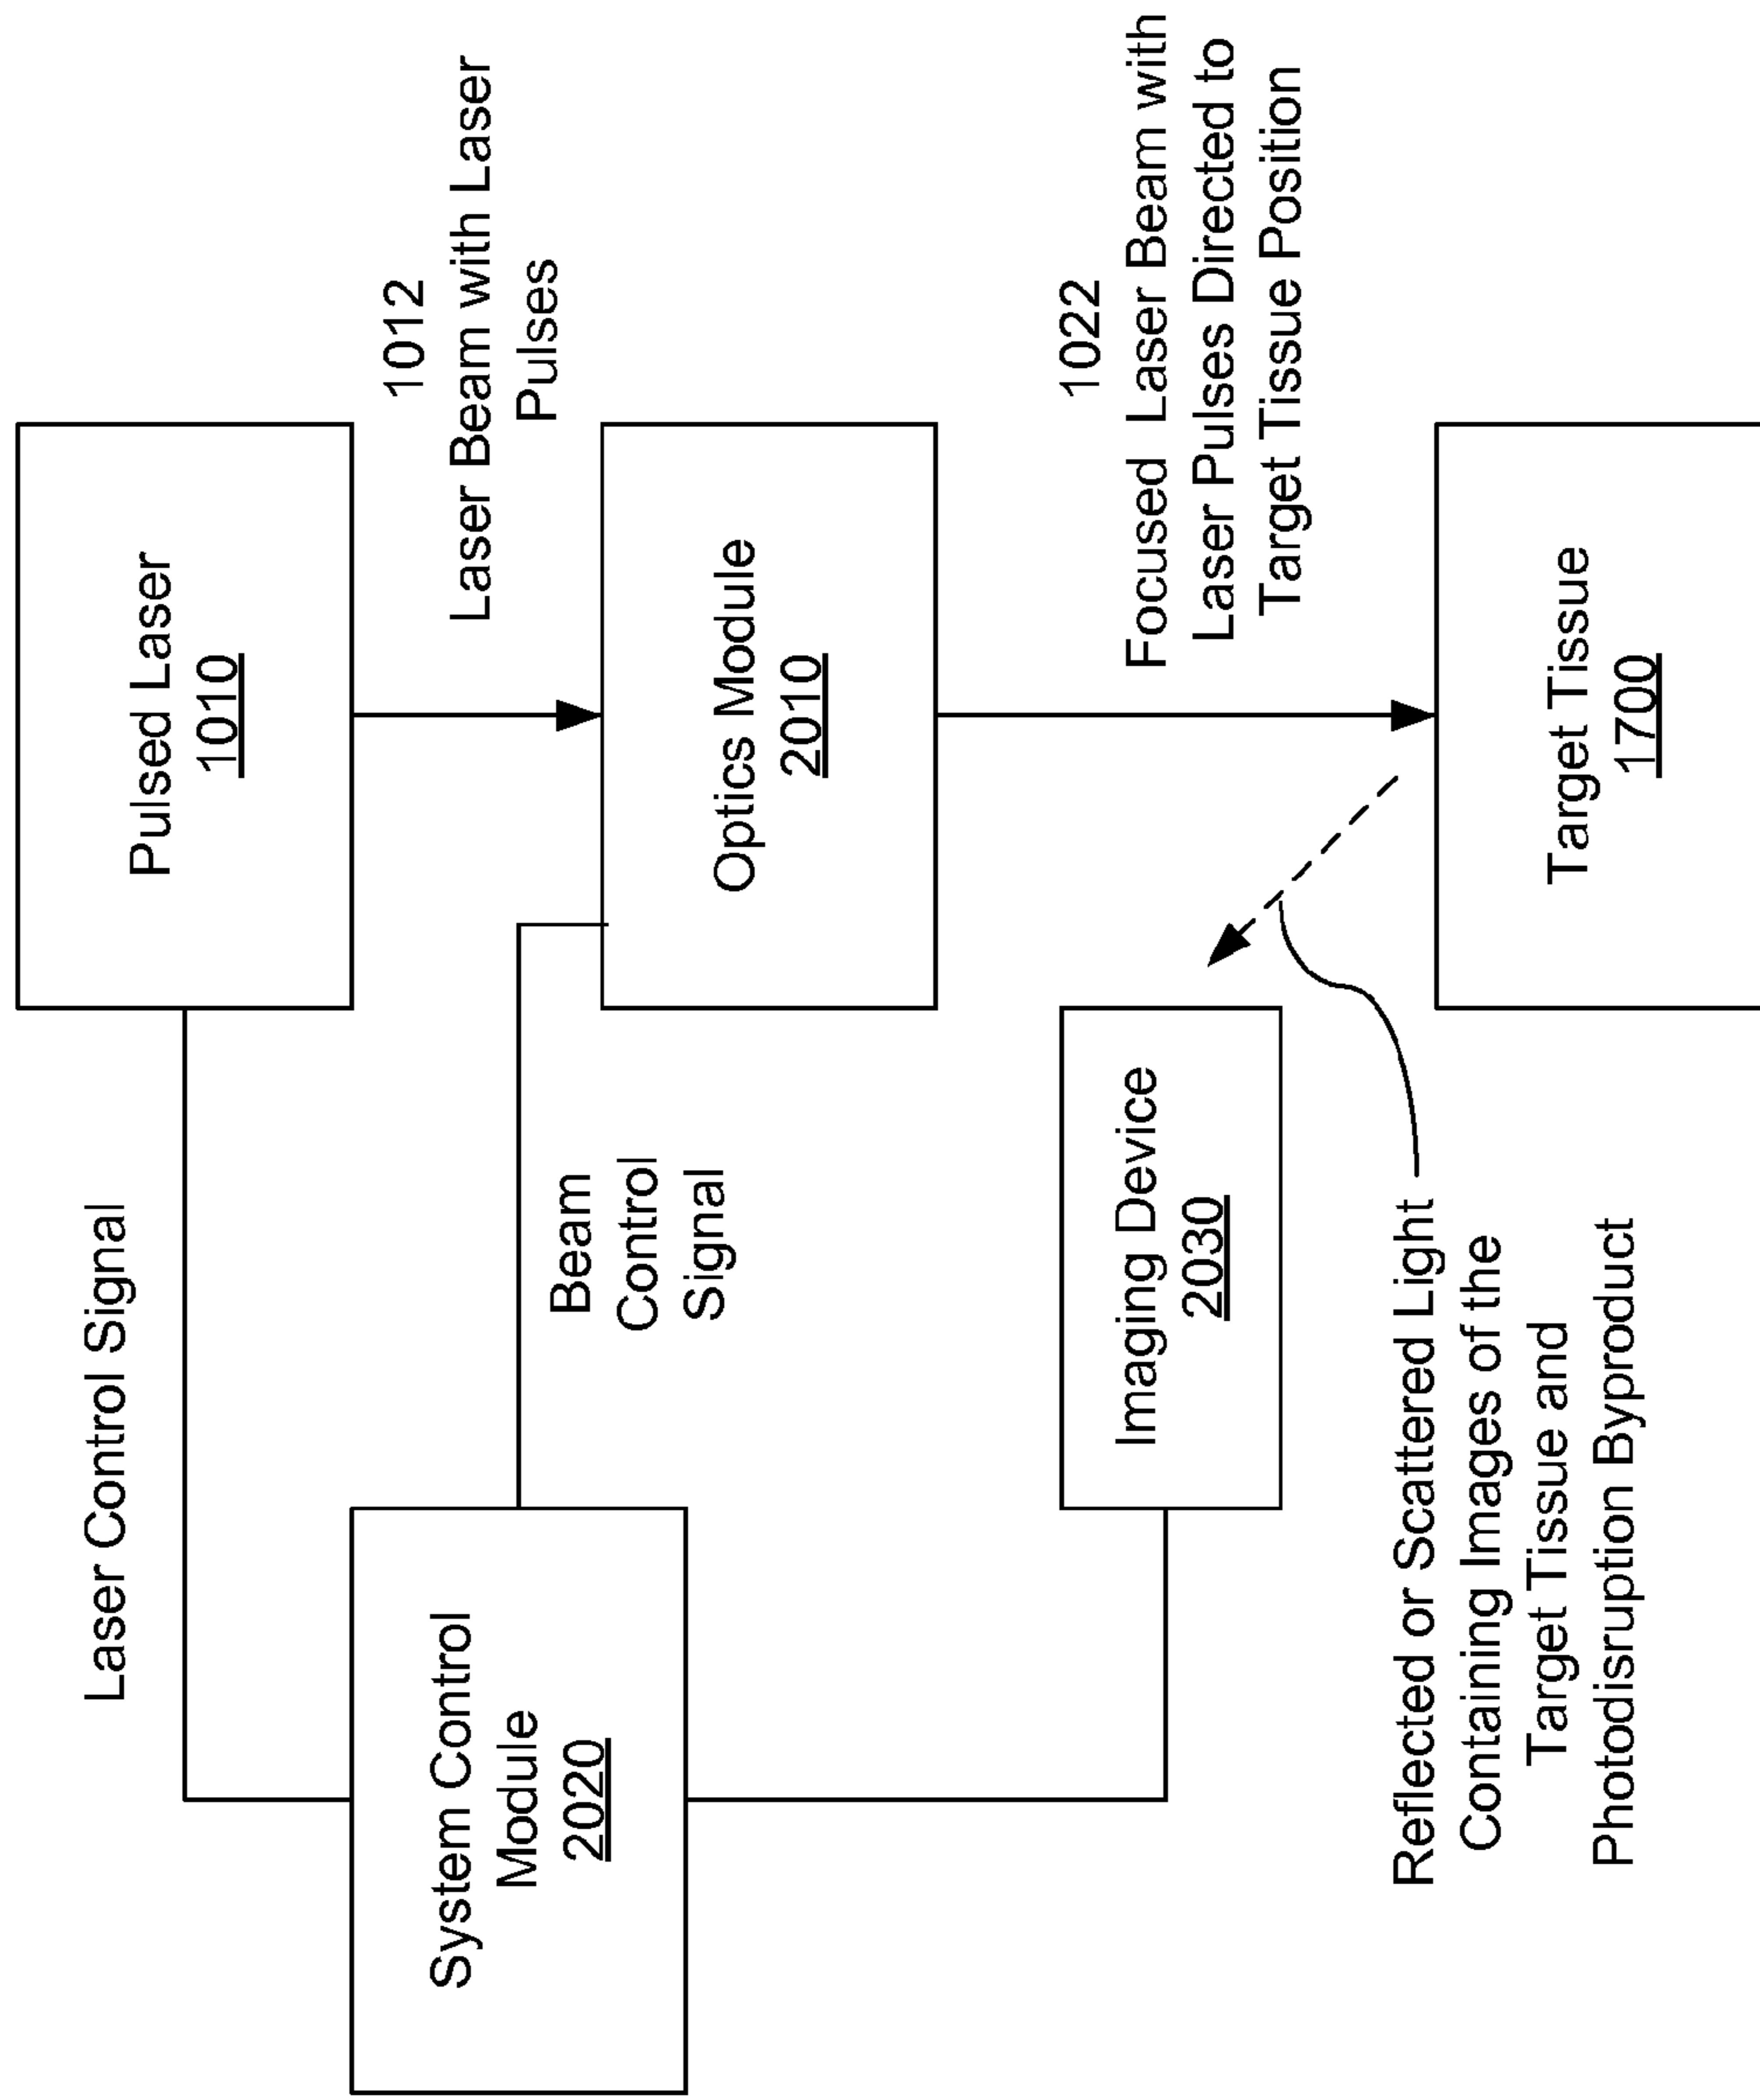 Laser Control Signal
Pulsed Laser
1010
1012
Laser Beam with Laser
Pulses
System Control
Module
2020
Beam
Control
Signal
Optics Module
2010
1022
Focused Laser Beam with
Laser Pulses Directed to
Target Tissue Position
Imaging Device
2030
Reflected or Scattered Light
Containing Images of the
Target Tissue and
Photodisruption Byproduct
Target Tissue
1700